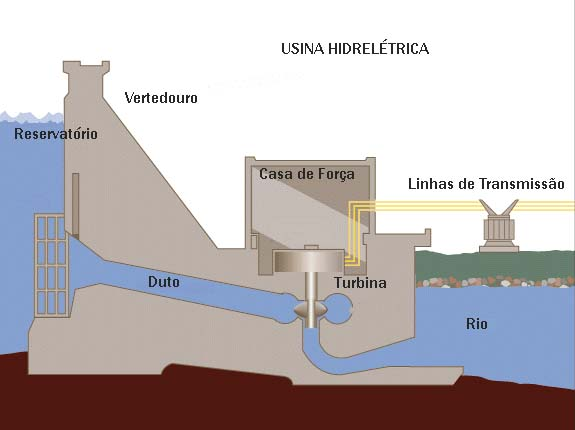 USINA HIDRELÉTRICA
Vertedouro
Reservatório
Casa de Força
Linhas de Transmissão
Duto
Turbina
Rio